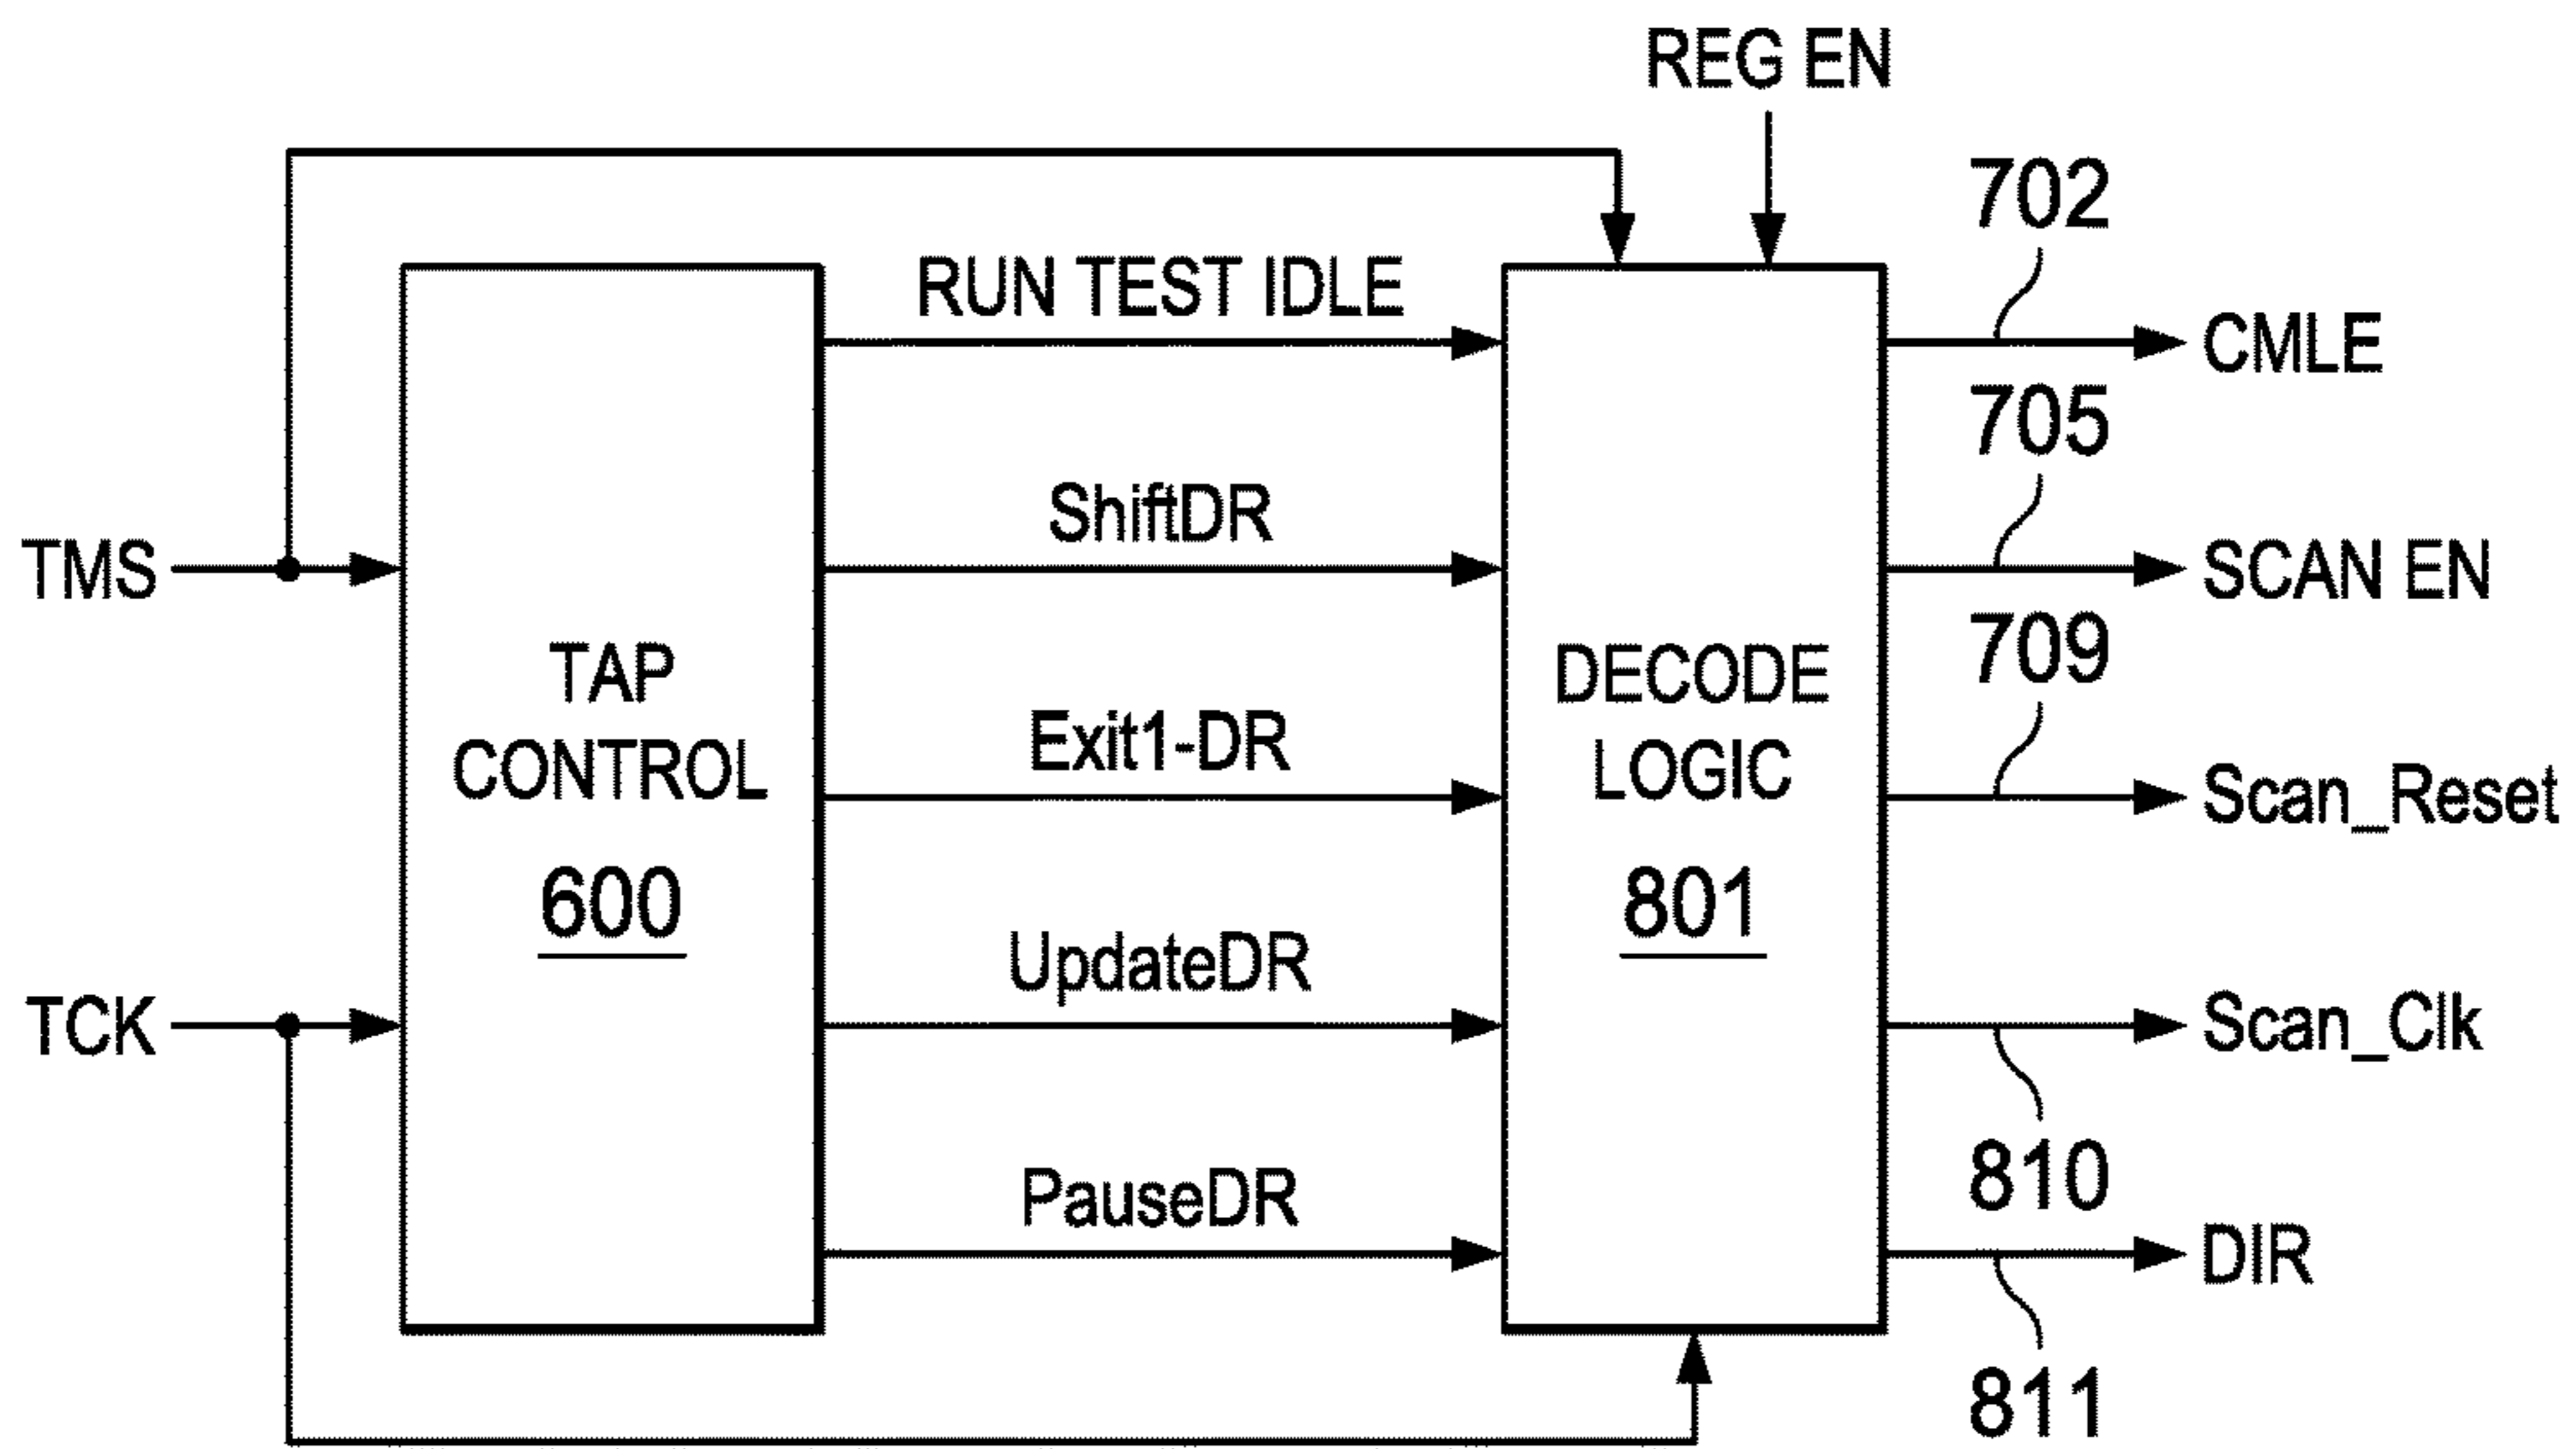 REG EN
702
RUN TEST IDLE
CMLE
705
ShiftDR
TMS
SCAN EN
709
TAP
CONTROL
600
Exit1-DR
DECODE
LOGIC
801
Scan_Reset
UpdateDR
TCK
Scan_Clk
810
PauseDR
DIR
811